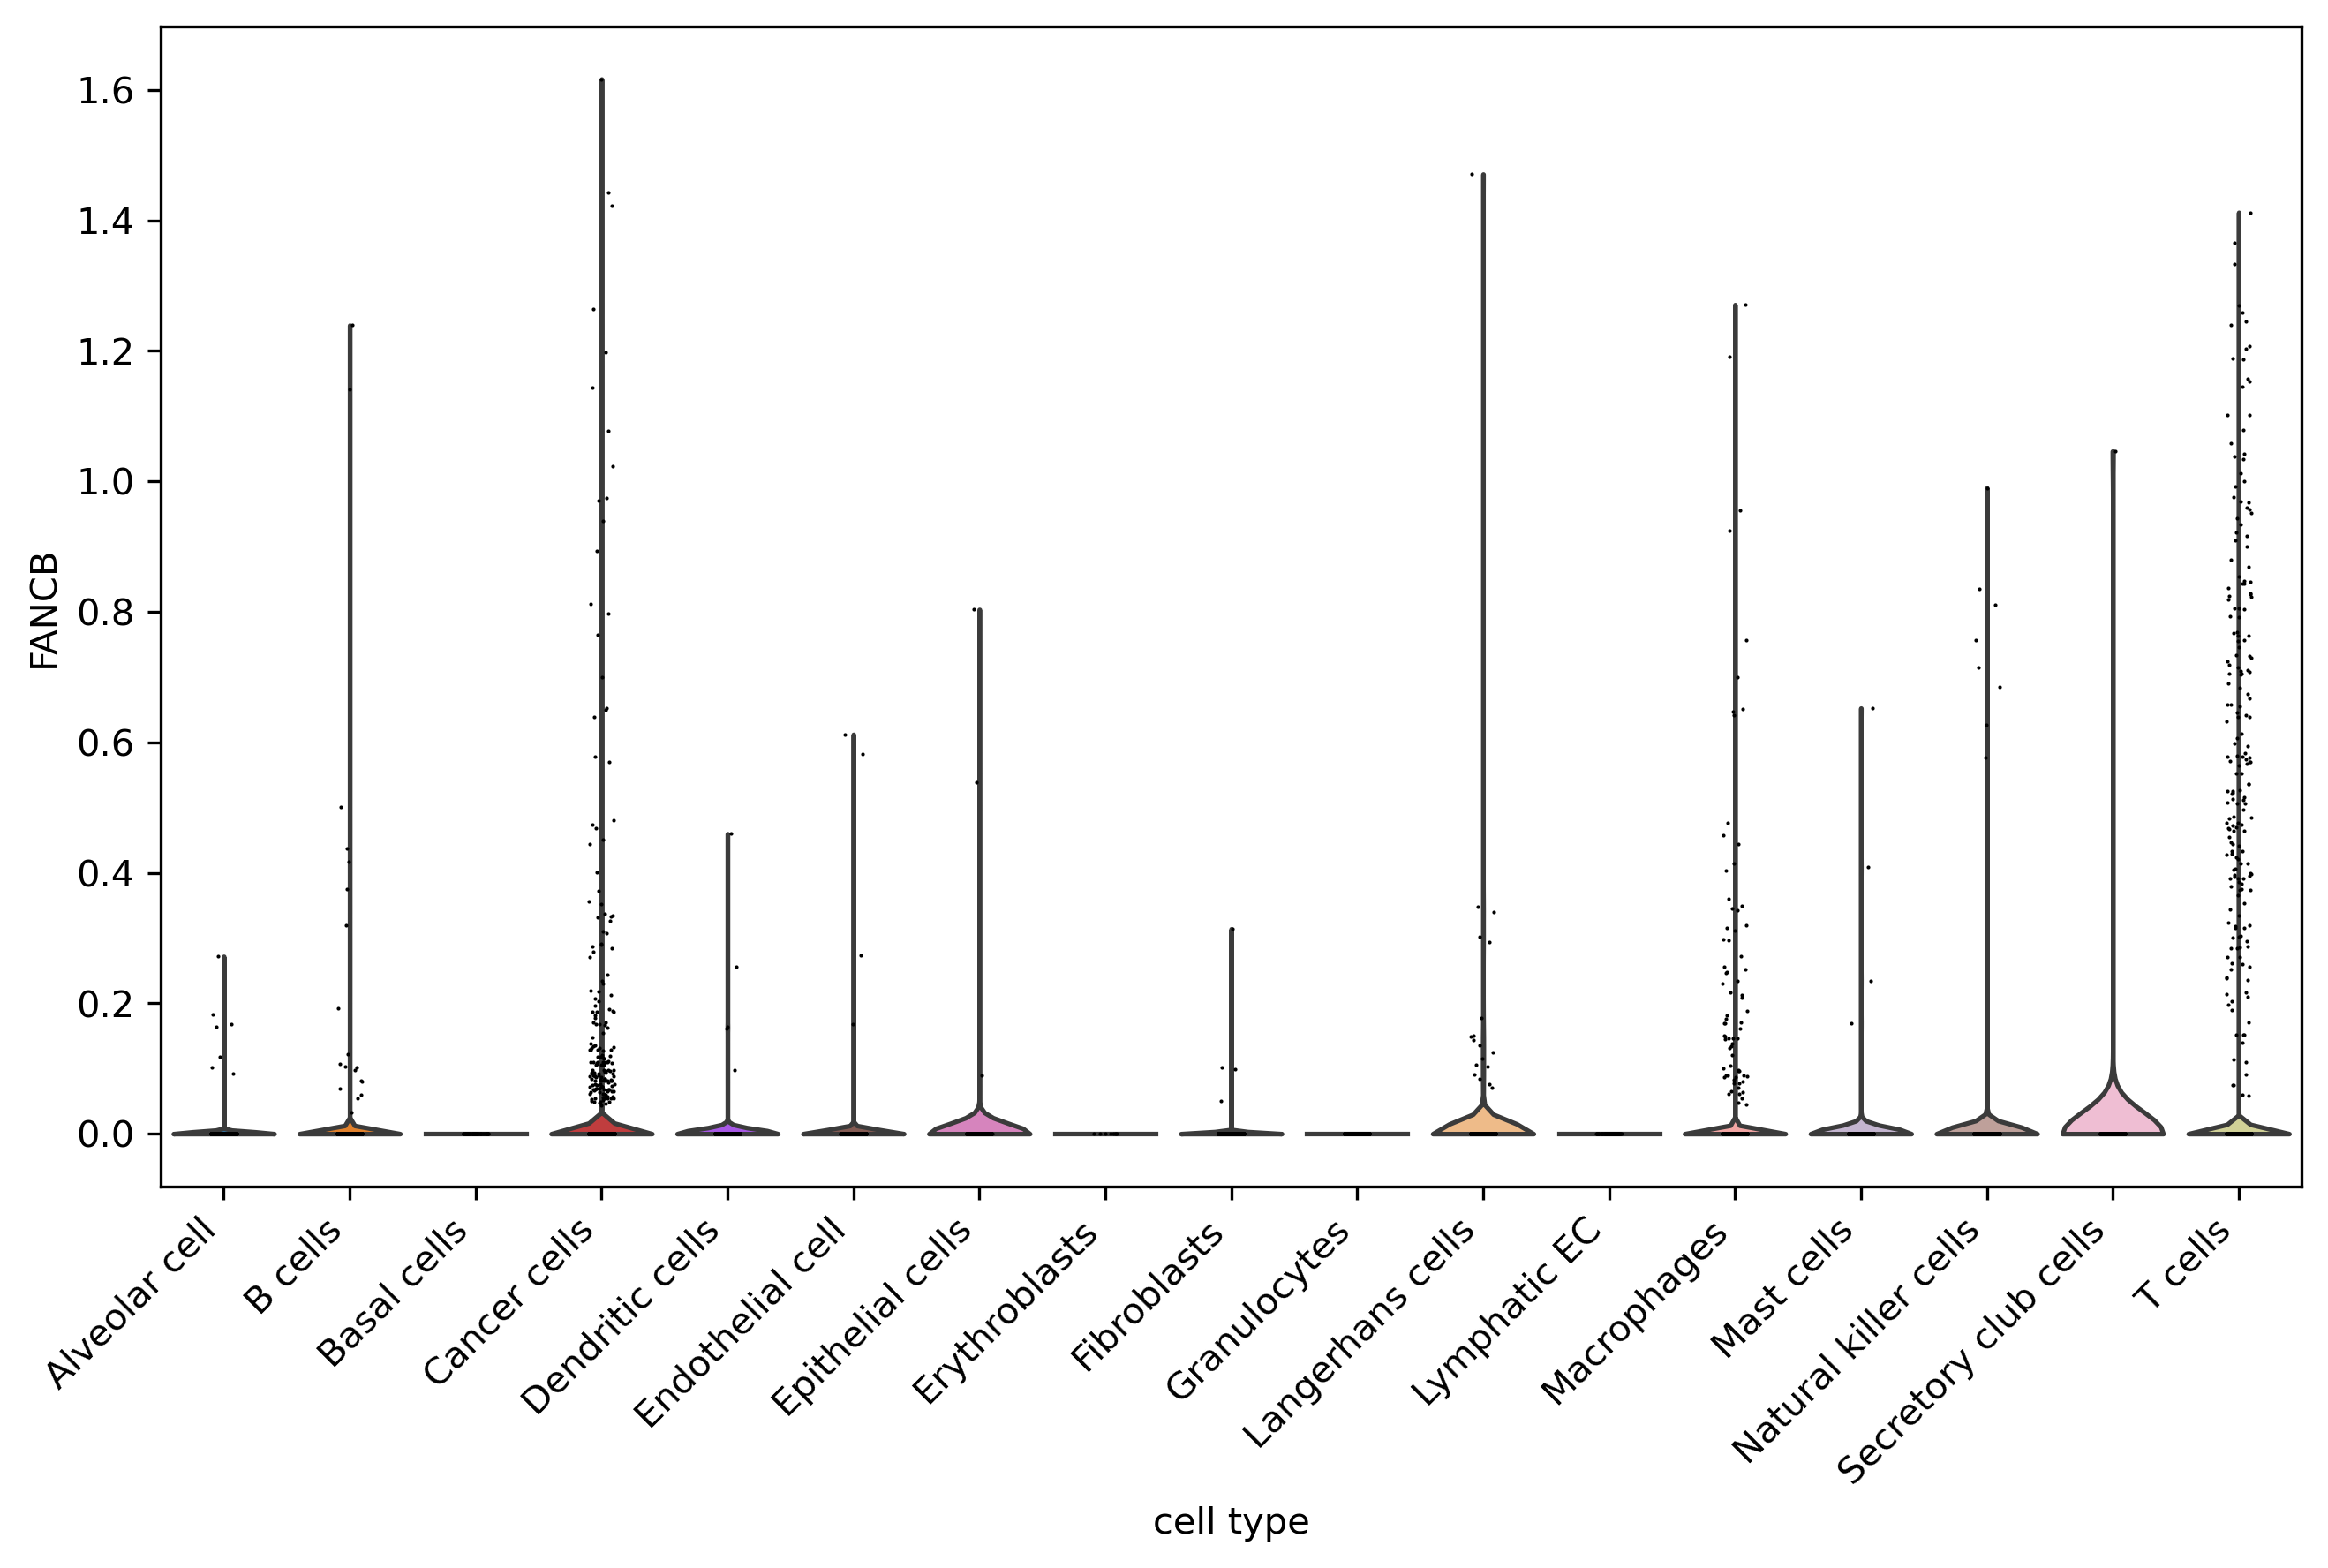 FANCB
1.6
1.4
1.2
1.0
0.8
0.6
0.4
0.2
0.0
Alveolar cell
B cells
Basal cells
Cancer cells
Dendritic cells
Endothelial cell
Epithelial cells
Erythroblasts
Fibroblasts
Granulocytes
Langerhans cells
Lymphatic EC
Macrophages
Mast cells
Natural killer cells
Secretory club cells
T cells
cell type